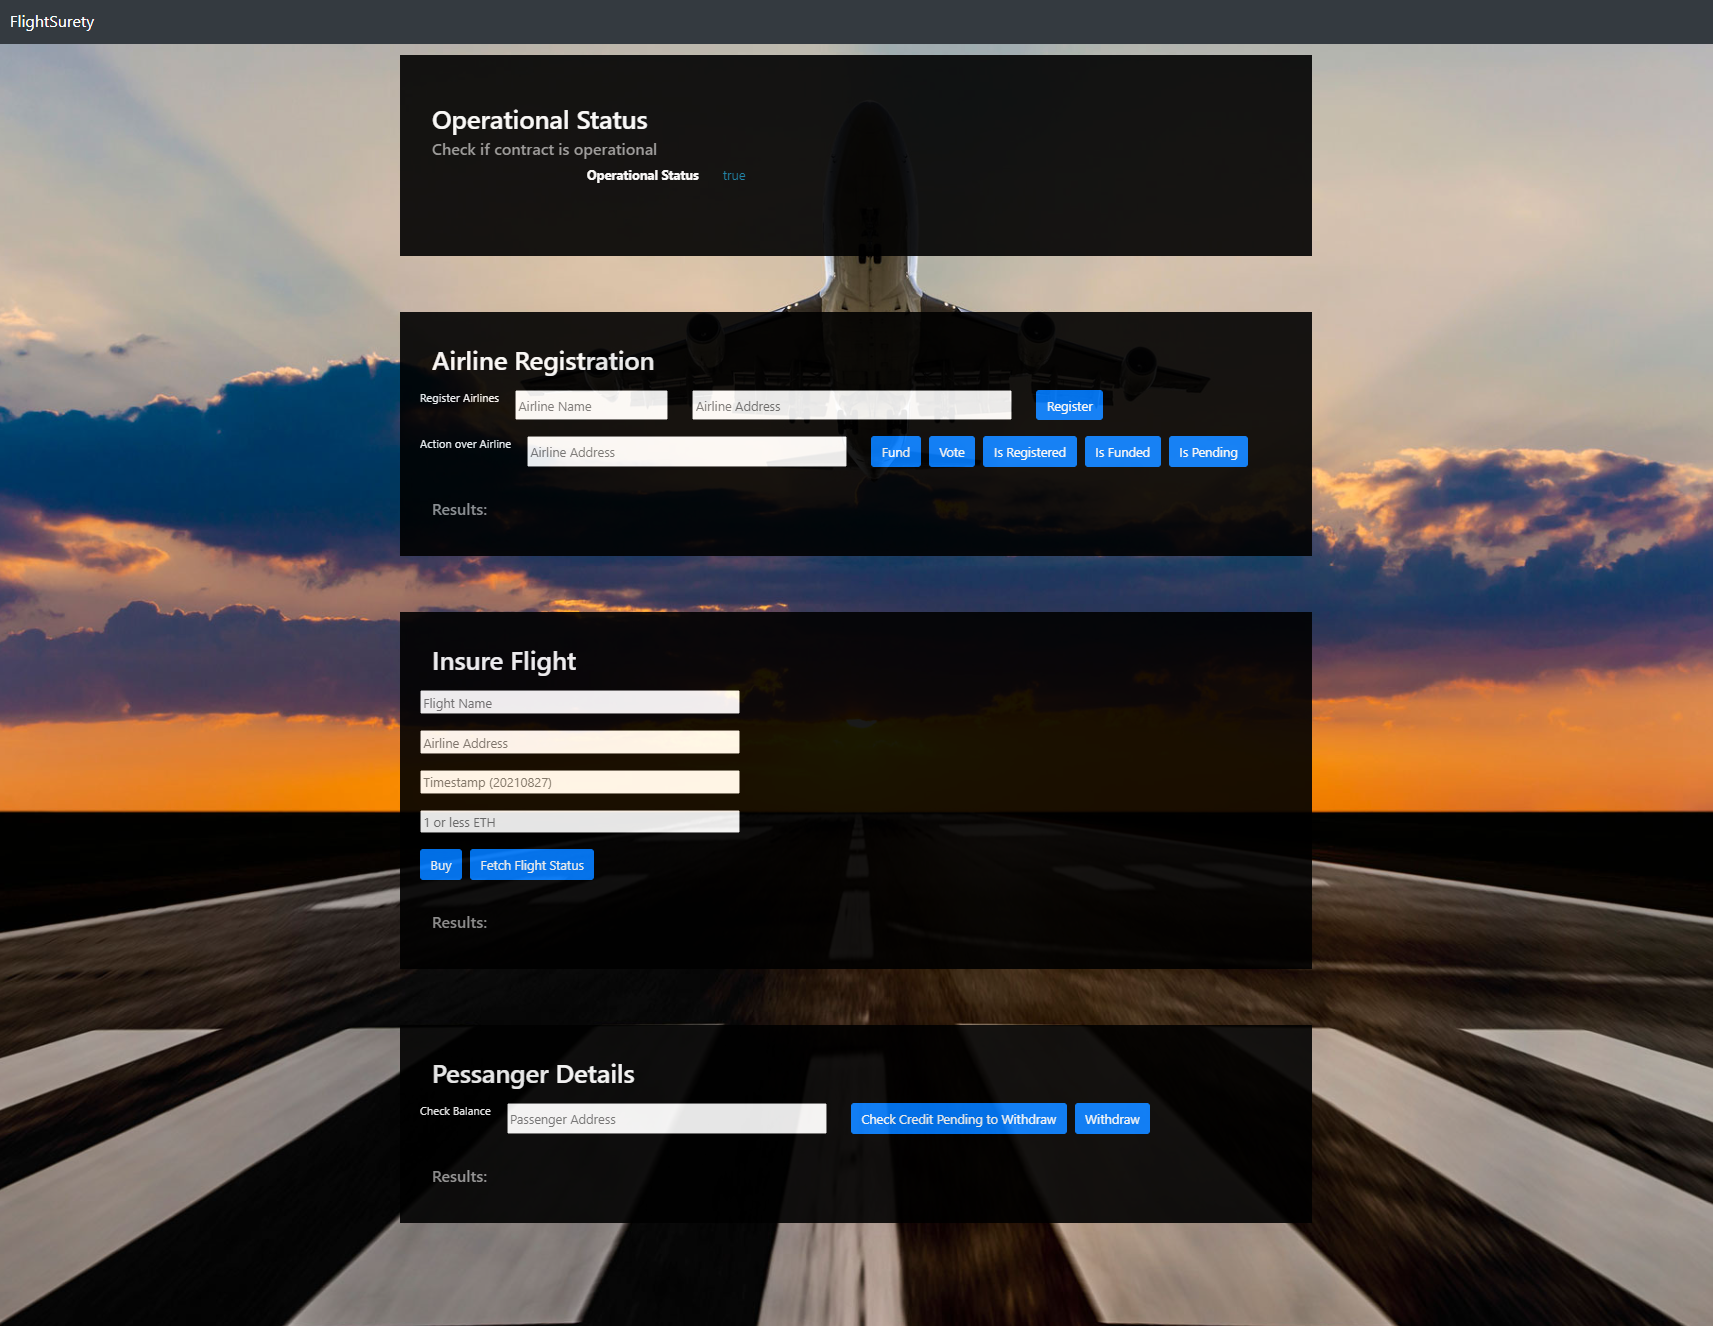 FlightSurety
Operational Status
Check if contract is operational
Operational Status true
Airline Registration
Register Airlines Airline Name Airline Address Register
Action over Airline Airline Address Fund Vote Is Registered Is Funded Is Pending
Results:
Insure Flight
Flight Name
Airline Address
Timestamp (20210827)
1 or less ETH
Buy Fetch Flight Status
Results:
Pessanger Details
Check Balance Passenger Address Check Credit Pending to Withdraw Withdraw
Results: